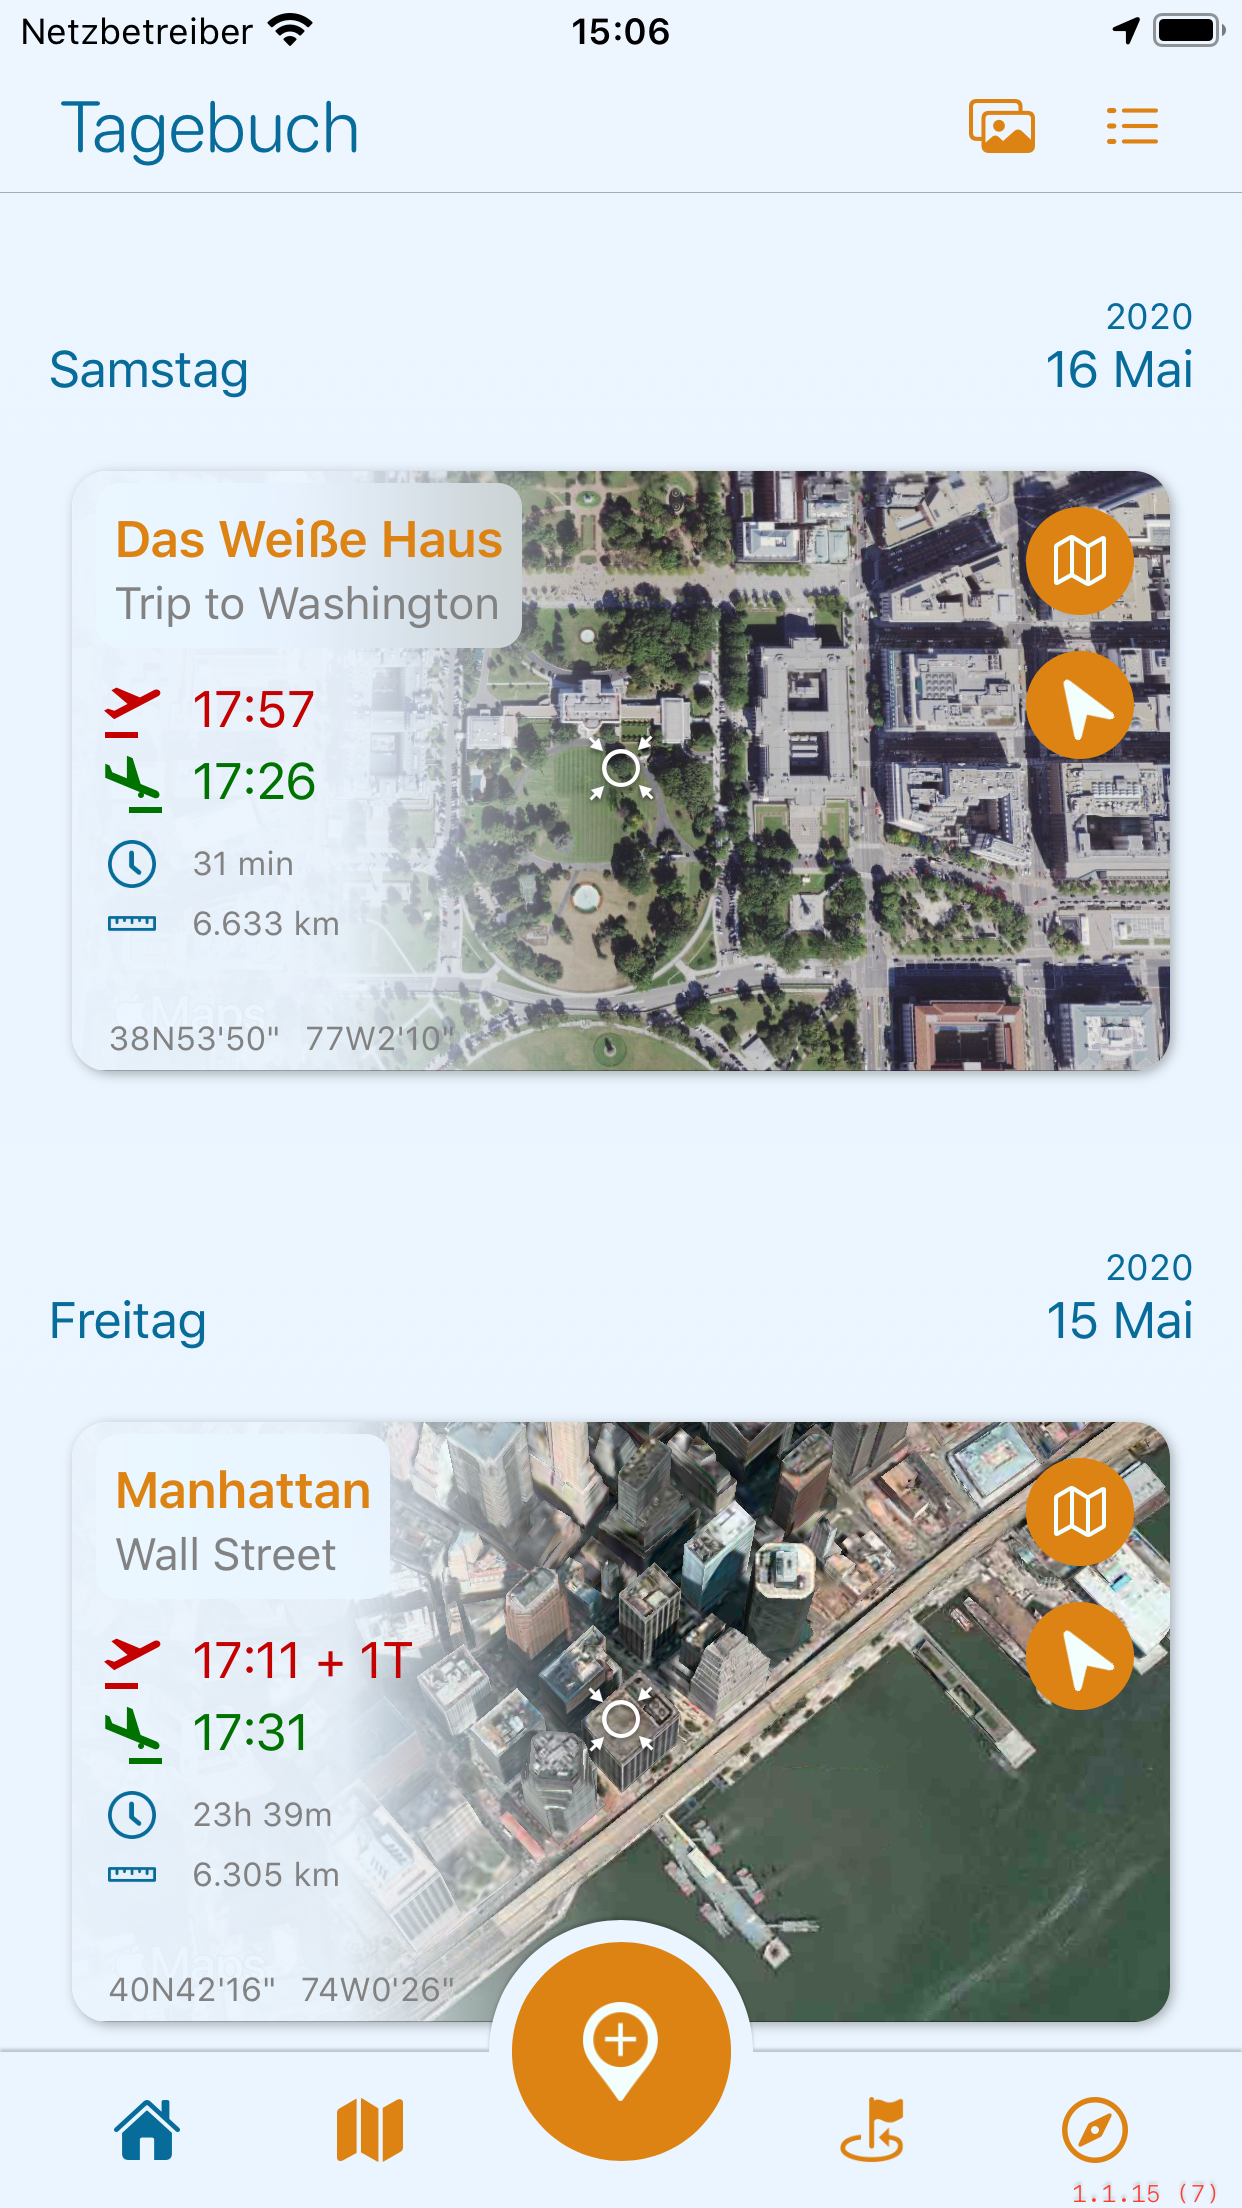 Netzbetreiber 15:06
Tagebuch
2020
Samstag 16 Mai
Das Weiße Haus
Trip to Washington
17:57
17:26
31 min
6.633 km
Maps
38N53'50" 77W2'10"
2020
Freitag 15 Mai
Manhattan
Wall Street
17:11 + 1T
17:31
23h 39m
6.305 km
Maps
40N42'16" 74W0'26"
1.1.15 (7)